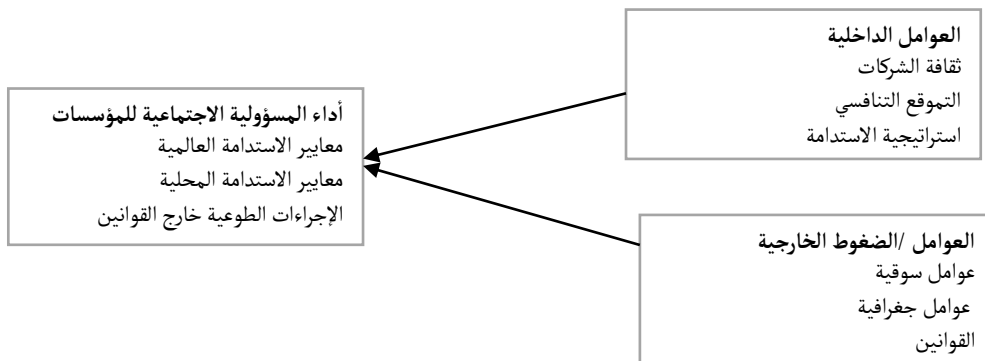 العوامل الداخلية
ثقافة الشركات
التموقع التنافسي
استراتيجية الاستدامة
أداء المسؤولية الاجتماعية للمؤسسات
معايير الاستدامة العالمية
معايير الاستدامة المحلية
الإجراءات الطوعية خارج القوانين
العوامل /الضغوط الخارجية
عوامل سوقية
عوامل جغرافية
القوانين